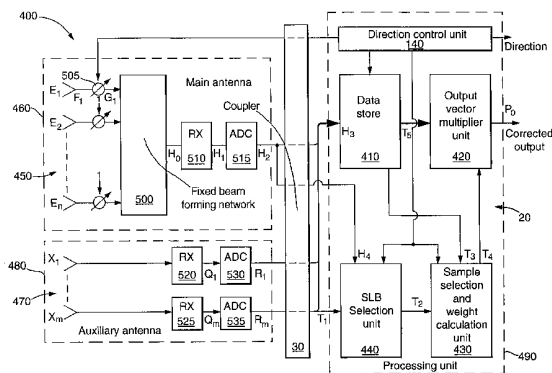 400
Direction control unit
140
Direction
505
Main antenna
Coupler
E1
F1
G1
460
E2
RX
510
ADC
515
H0
H1
H2
H3
Data
store
410
T5
Output
vector
multiplier
unit
420
P0
Corrected
output
450
500
Fixed beam
forming network
En
20
480
X1
RX
520
Q1
ADC
530
R1
H4
T3
T4
470
SLB
Selection
unit
440
T2
Sample
selection
and
weight
calculation
unit
430
Xm
RX
525
Qm
ADC
535
Rm
T1
Auxiliary antenna
30
Processing unit
490